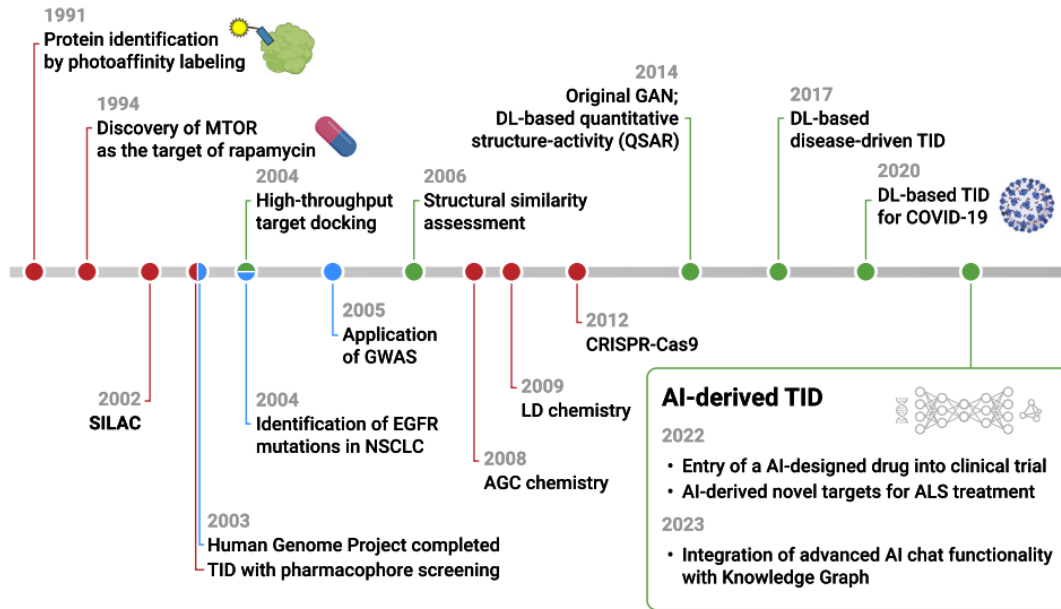 1991
Protein identification
by photoaffinity labeling
1994
Discovery of MTOR
as the target of rapamycin
2004
High-throughput
target docking
2006
Structural similarity
assessment
2014
Original GAN;
DL-based quantitative
structure-activity (QSAR)
2017
DL-based
disease-driven TID
2020
DL-based TID
for COVID-19
2002
SILAC
2003
Human Genome Project completed
TID with pharmacophore screening
2004
Identification of EGFR
mutations in NSCLC
2005
Application
of GWAS
2008
AGC chemistry
2009
LD chemistry
2012
CRISPR-Cas9
AI-derived TID
2022
• Entry of a AI-designed drug into clinical trial
• AI-derived novel targets for ALS treatment
2023
• Integration of advanced AI chat functionality
with Knowledge Graph